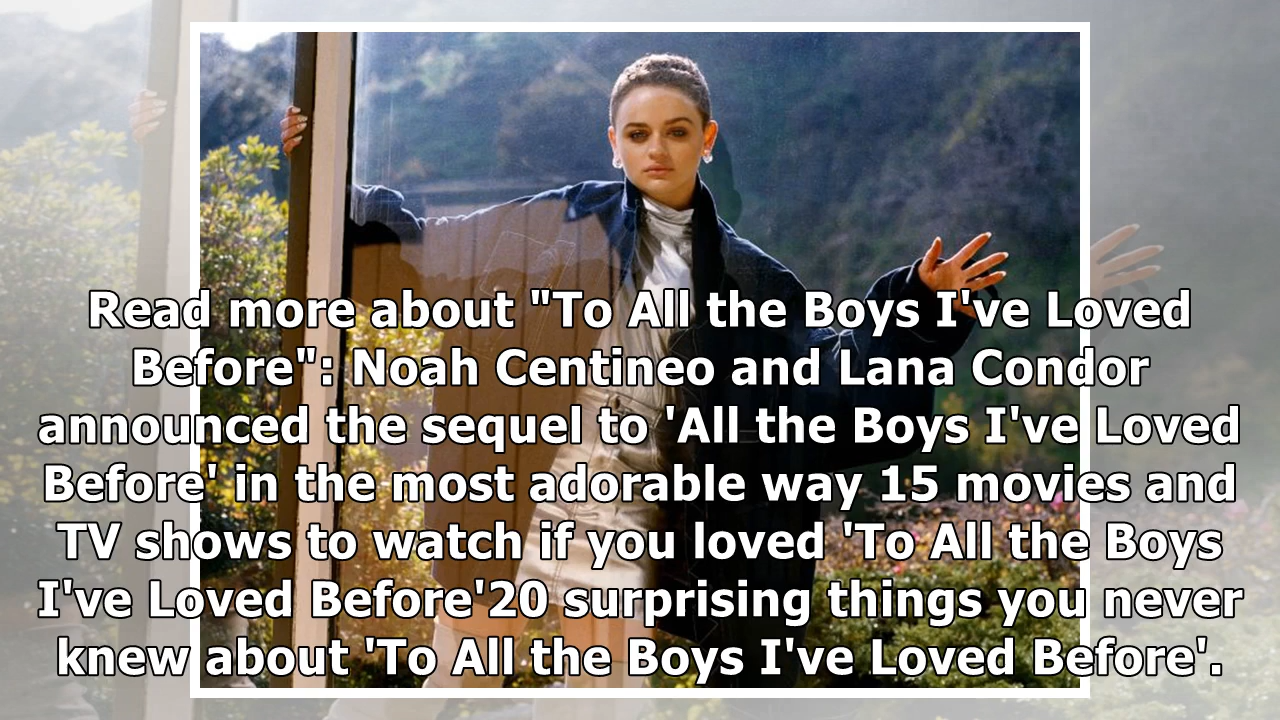 Read more about "To All the Boys I've Loved
Before": Noah Centineo and Lana Condor
announced the sequel to 'All the Boys I've Loved
Before' in the most adorable way 15 movies and
TV shows to watch if you loved 'To All the Boys
I've Loved Before'20 surprising things you never
knew about 'To All the Boys I've Loved Before'.